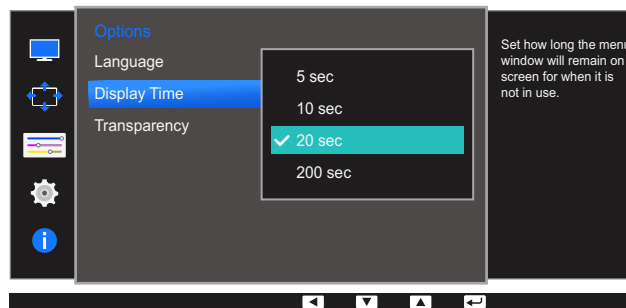 Options
Language
Display Time
Transparency
5 sec
10 sec
20 sec
200 sec
Set how long the menu
window will remain on
screen for when it is
not in use.